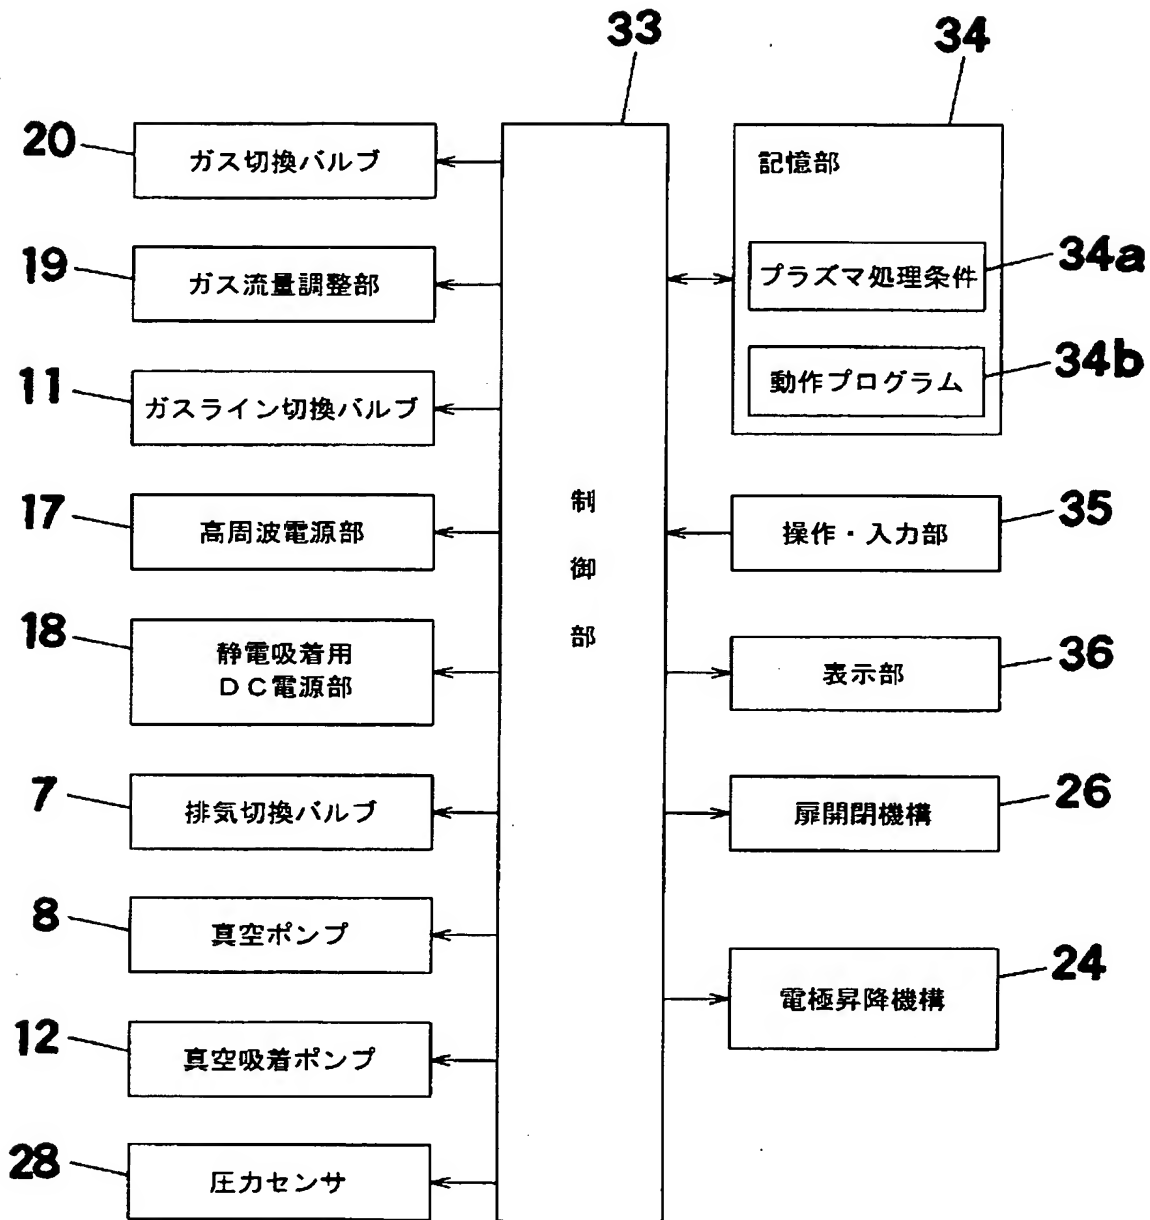 33
34
20
ガス切換バルブ
記憶部
19
ガス流量調整部
プラズマ処理条件
34a
11
ガスライン切換バルブ
動作プログラム
34b
17
高周波電源部
制御部
操作・入力部
35
18
静電吸着用
DC電源部
表示部
36
7
排気切換バルブ
扉開閉機構
26
8
真空ポンプ
電極昇降機構
24
12
真空吸着ポンプ
28
圧力センサ